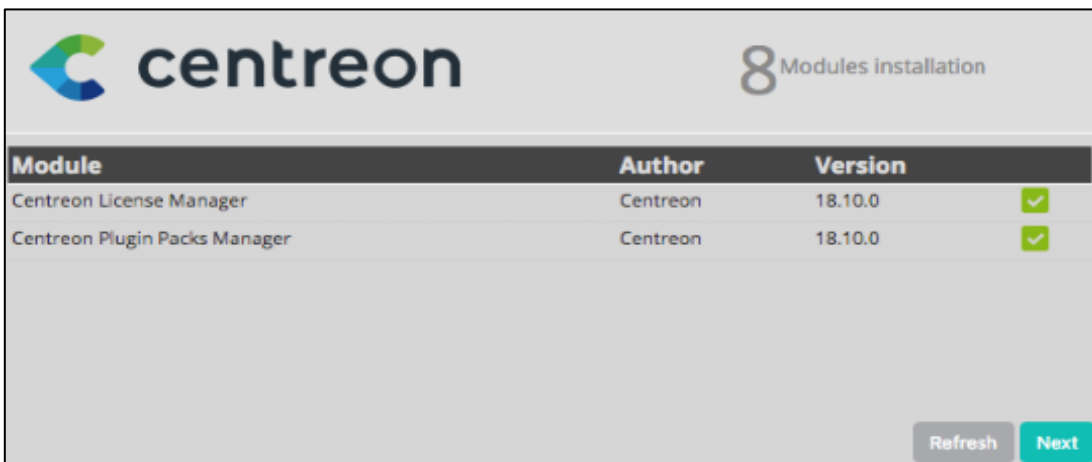 centreon
8 Modules installation
Module Author Version
Centreon License Manager Centreon 18.10.0
Centreon Plugin Packs Manager Centreon 18.10.0
Refresh Next